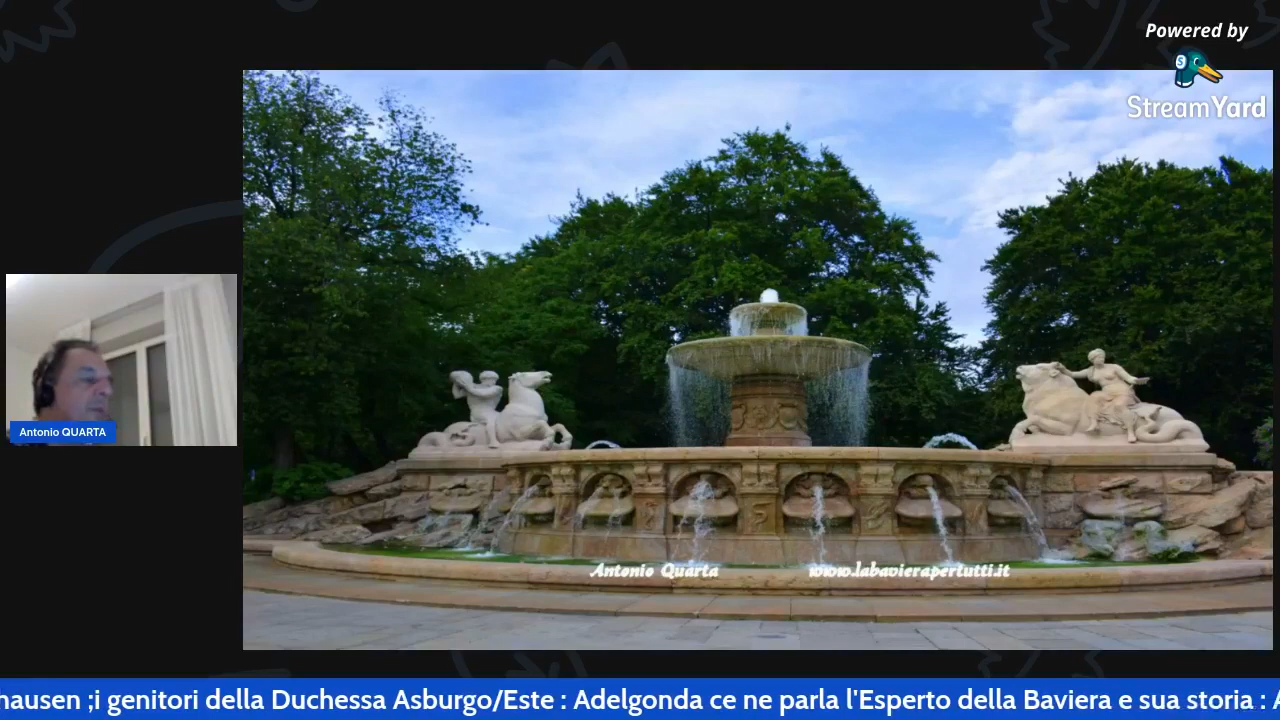 Powered by
StreamYard
Antonio QUARTA
Antonio Quarta www.labavierapertutti.it
hausen ;i genitori della Duchessa Asburgo/Este : Adelgonda ce ne parla l'Esperto della Baviera e sua storia : A